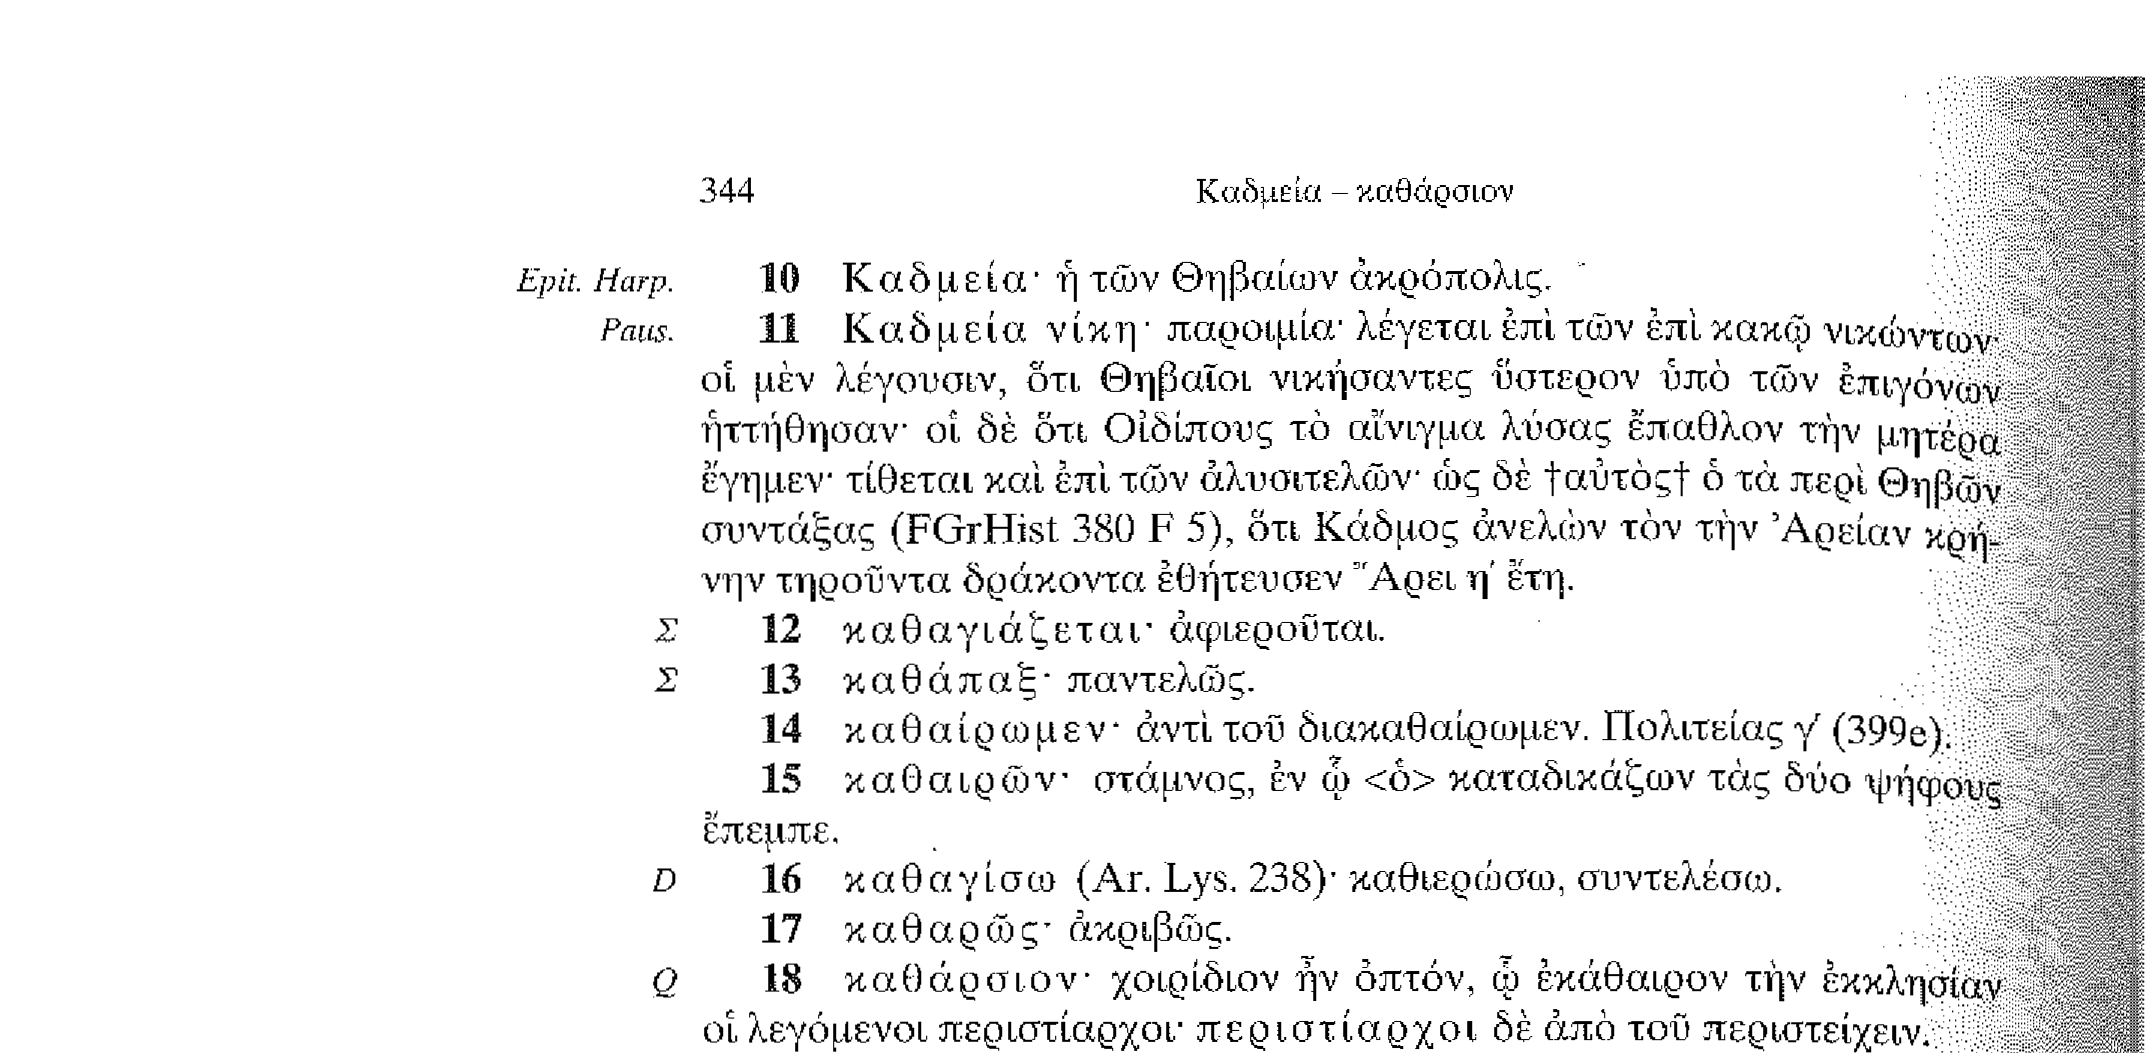 344 Καδμεία – καθάρσιον
Epit. Harp. 10 Καδμεία· ἡ τῶν Θηβαίων ἀκρόπολις.
Paus. 11 Καδμεία νίκη· παροιμία· λέγεται ἐπὶ τῶν ἐπὶ κακῷ νικώντων·
οἱ μὲν λέγουσιν, ὅτι Θηβαῖοι νικήσαντες ὕστερον ὑπὸ τῶν ἐπιγόνων
ἡττήθησαν· οἱ δὲ ὅτι Οἰδίπους τὸ αἴνιγμα λύσας ἔπαθλον τὴν μητέρα
ἔγημεν· τίθεται καὶ ἐπὶ τῶν ἀλυσιτελῶν· ὡς δὲ †αὐτὸς† ὁ τὰ περὶ Θηβῶν
συντάξας (FGrHist 380 F 5), ὅτι Κάδμος ἀνελὼν τὸν τὴν Ἀρείαν κρή-
νην τηροῦντα δράκοντα ἐθήτευσεν Ἄρει η′ ἔτη.
Σ 12 καθαγιάζεται· ἀφιεροῦται.
Σ 13 καθάπαξ· παντελῶς.
14 καθαίρωμεν· ἀντὶ τοῦ διακαθαίρωμεν. Πολιτείας γ′ (399e).
15 καθαιρῶν· στάμνος, ἐν ᾧ <ὁ> καταδικάζων τὰς δύο ψήφους
ἔπεμπε.
D 16 καθαγίσω (Ar. Lys. 238)· καθιερώσω, συντελέσω.
17 καθαρῶς· ἀκριβῶς.
Q 18 καθάρσιον· χοιρίδιον ἦν ὀπτόν, ᾧ ἐκάθαιρον τὴν ἐκκλησίαν
οἱ λεγόμενοι περιστίαρχοι· περιστίαρχοι δὲ ἀπὸ τοῦ περιστείχειν.